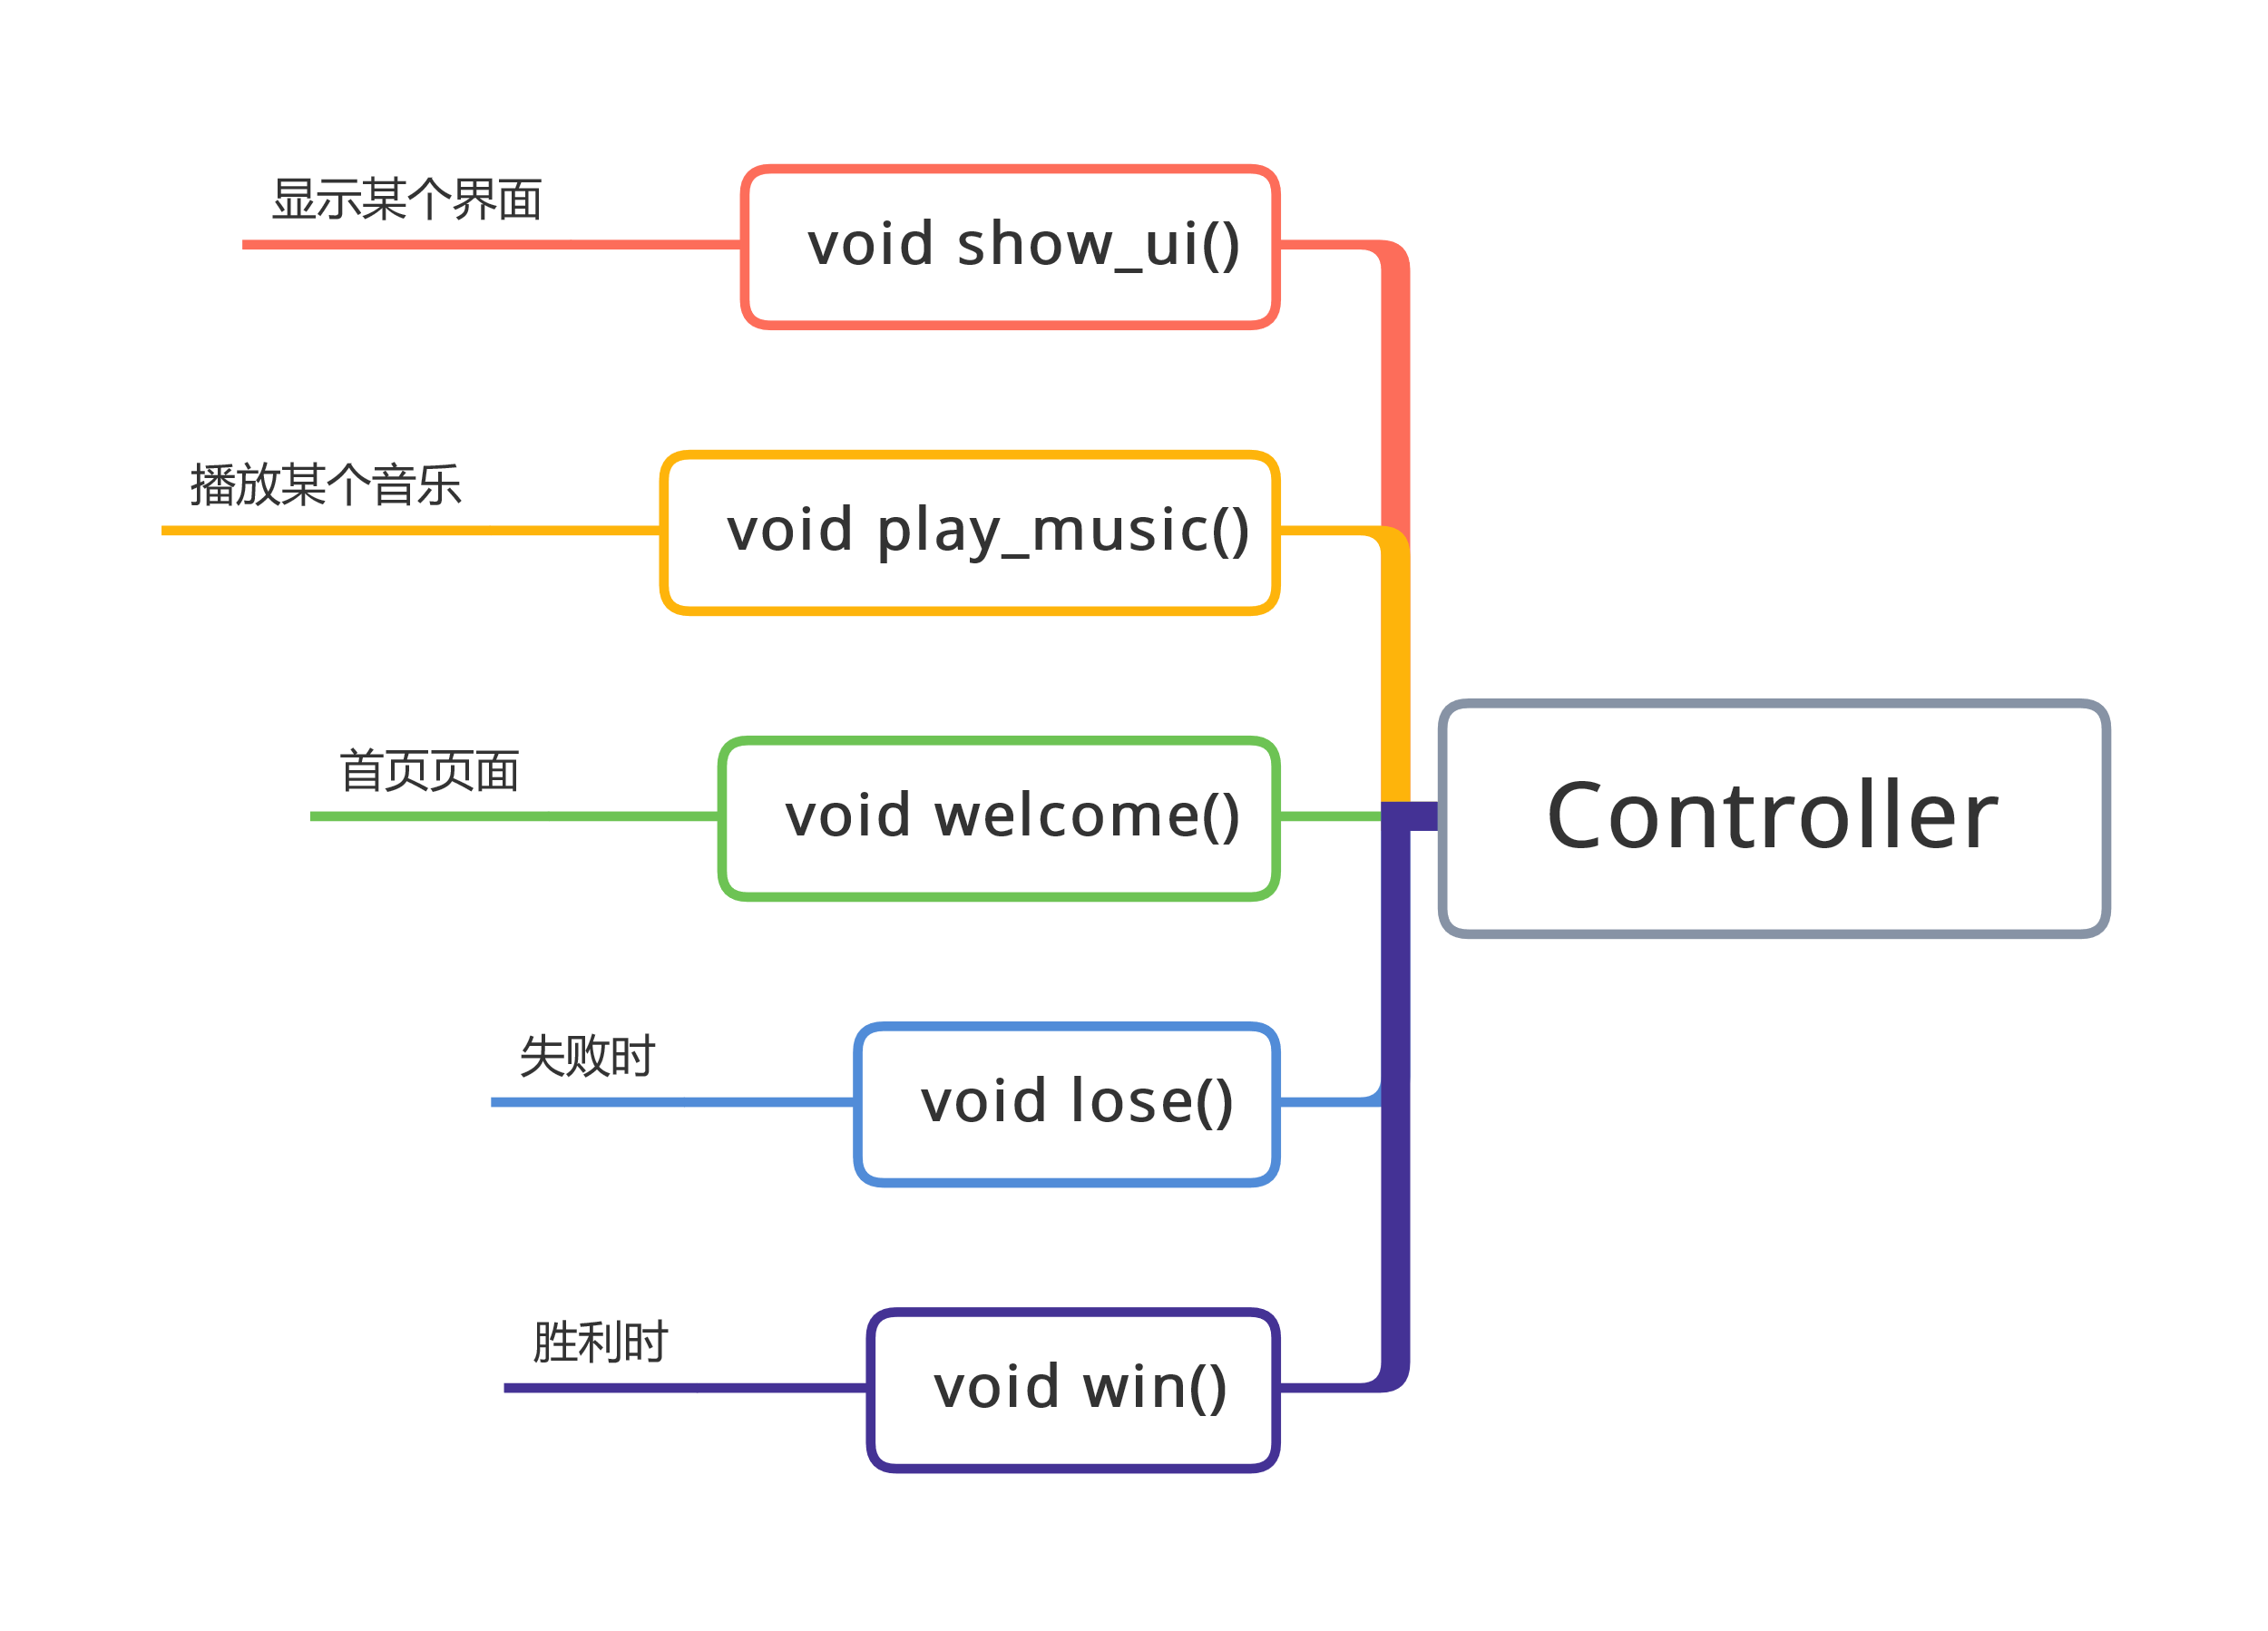 显示某个界面
void show_ui()
播放某个音乐
void play_music()
首页页面
void welcome()
Controller
失败时
void lose()
胜利时
void win()